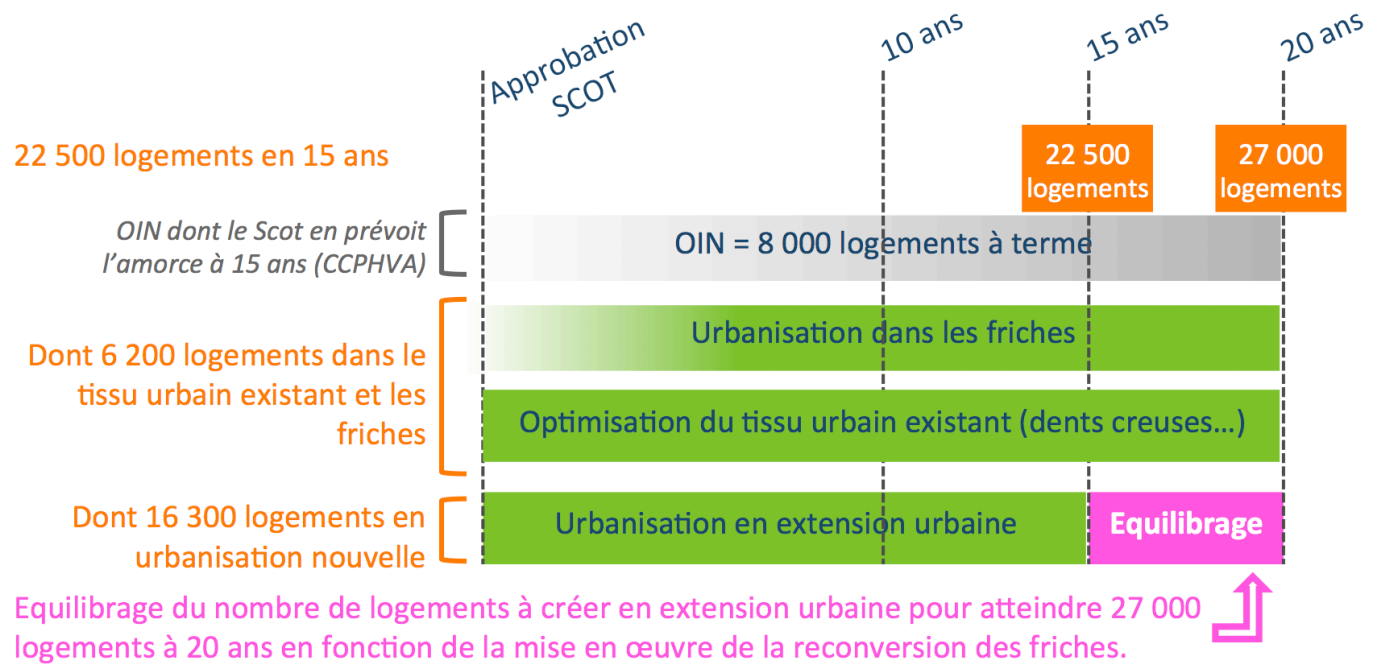 Approbation
SCOT
10 ans
15 ans
20 ans
22 500 logements en 15 ans
22 500
logements
27 000
logements
OIN dont le Scot en prévoit
l’amorce à 15 ans (CCPHVA)
OIN = 8 000 logements à terme
Dont 6 200 logements dans le
tissu urbain existant et les
friches
Urbanisation dans les friches
Optimisation du tissu urbain existant (dents creuses…)
Dont 16 300 logements en
urbanisation nouvelle
Urbanisation en extension urbaine
Equilibrage
Equilibrage du nombre de logements à créer en extension urbaine pour atteindre 27 000
logements à 20 ans en fonction de la mise en œuvre de la reconversion des friches.